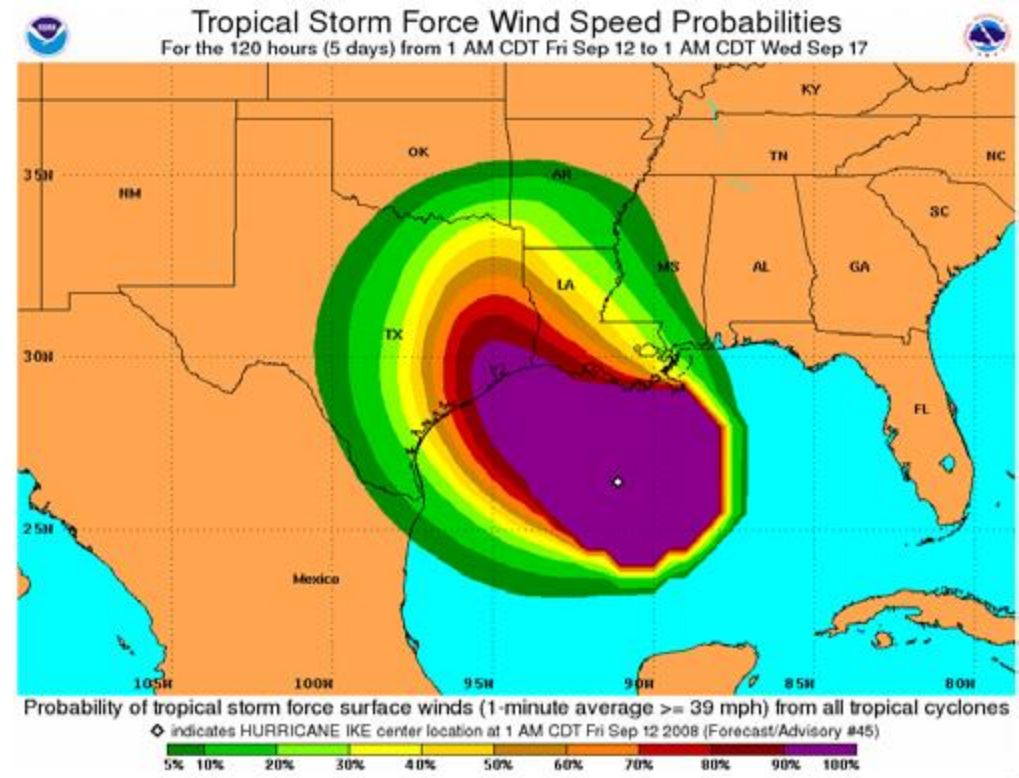 Tropical Storm Force Wind Speed Probabilities
For the 120 hours (5 days) from 1 AM CDT Fri Sep 12 to 1 AM CDT Wed Sep 17
KY
OK
TN
NC
35N
AR
NM
SC
MS
AL
GA
LA
TX
30N
FL
25N
Mexico
105W 100W 95W 90W 85W 80W
Probability of tropical storm force surface winds (1-minute average >= 39 mph) from all tropical cyclones
indicates HURRICANE IKE center location at 1 AM CDT Fri Sep 12 2008 (Forecast/Advisory #45)
5% 10% 20% 30% 40% 50% 60% 70% 80% 90% 100%